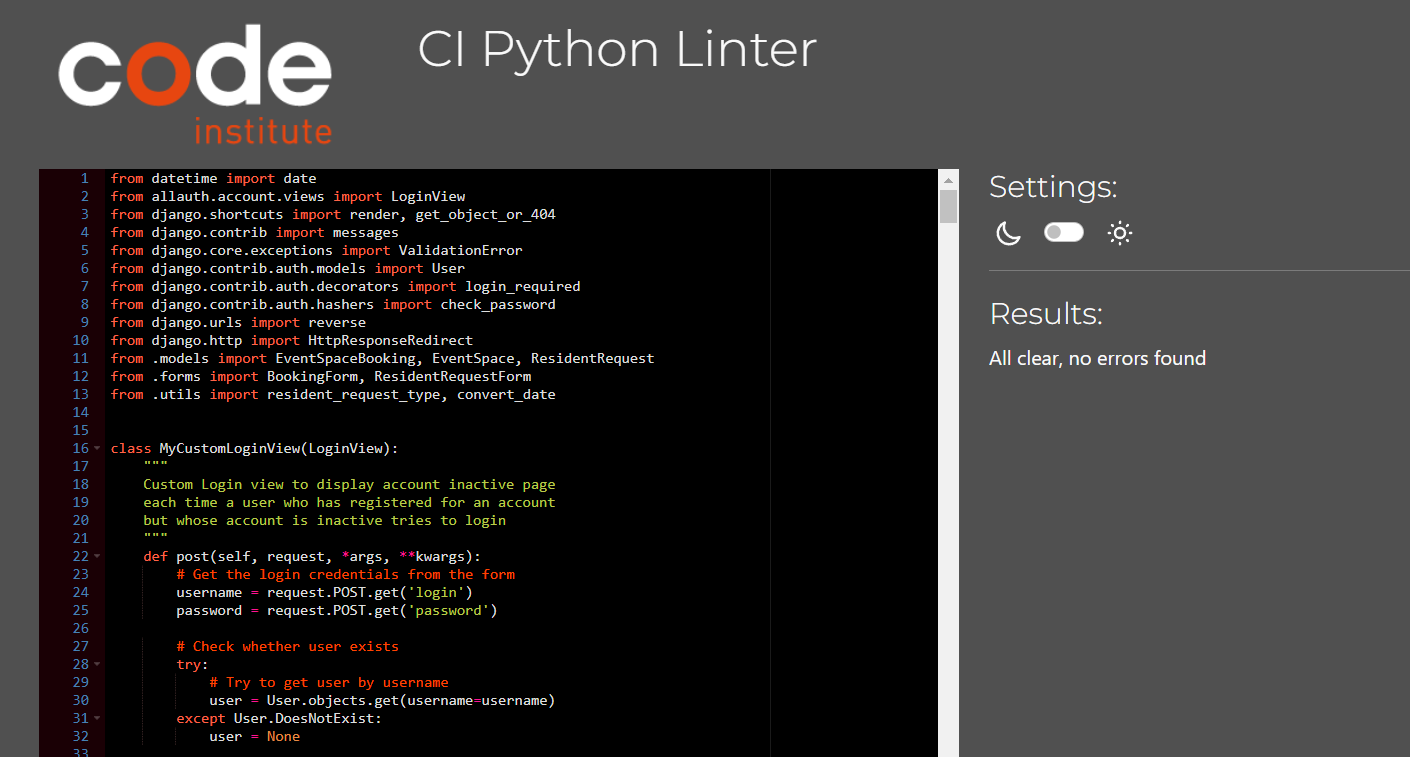 code
institute
CI Python Linter
1 from datetime import date
2 from allauth.account.views import LoginView
3 from django.shortcuts import render, get_object_or_404
4 from django.contrib import messages
5 from django.core.exceptions import ValidationError
6 from django.contrib.auth.models import User
7 from django.contrib.auth.decorators import login_required
8 from django.contrib.auth.hashers import check_password
9 from django.urls import reverse
10 from django.http import HttpResponseRedirect
11 from .models import EventSpaceBooking, EventSpace, ResidentRequest
12 from .forms import BookingForm, ResidentRequestForm
13 from .utils import resident_request_type, convert_date
14
15
16 class MyCustomLoginView(LoginView):
17     """
18     Custom Login view to display account inactive page
19     each time a user who has registered for an account
20     but whose account is inactive tries to login
21     """
22     def post(self, request, *args, **kwargs):
23         # Get the login credentials from the form
24         username = request.POST.get('login')
25         password = request.POST.get('password')
26
27         # Check whether user exists
28         try:
29             # Try to get user by username
30             user = User.objects.get(username=username)
31         except User.DoesNotExist:
32             user = None
33
Settings:
Results:
All clear, no errors found